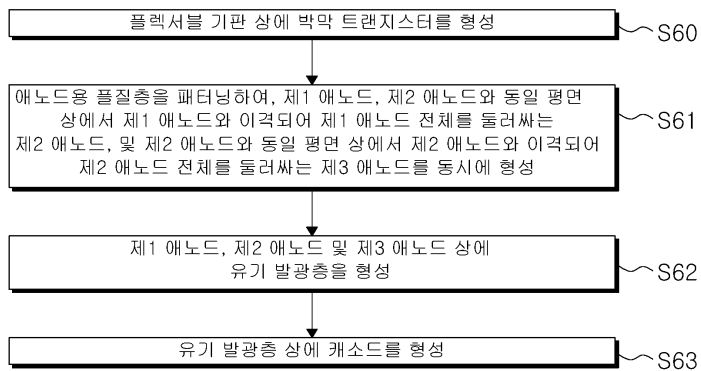 플렉서블 기판 상에 박막 트랜지스터를 형성
S60
애노드용 플질층을 패터닝하여, 제1 애노드, 제2 애노드와 동일 평면
상에서 제1 애노드와 이격되어 제1 애노드 전체를 둘러싸는
제2 애노드, 및 제2 애노드와 동일 평면 상에서 제2 애노드와 이격되어
제2 애노드 전체를 둘러싸는 제3 애노드를 동시에 형성
S61
제1 애노드, 제2 애노드 및 제3 애노드 상에
유기 발광층을 형성
S62
유기 발광층 상에 캐소드를 형성
S63